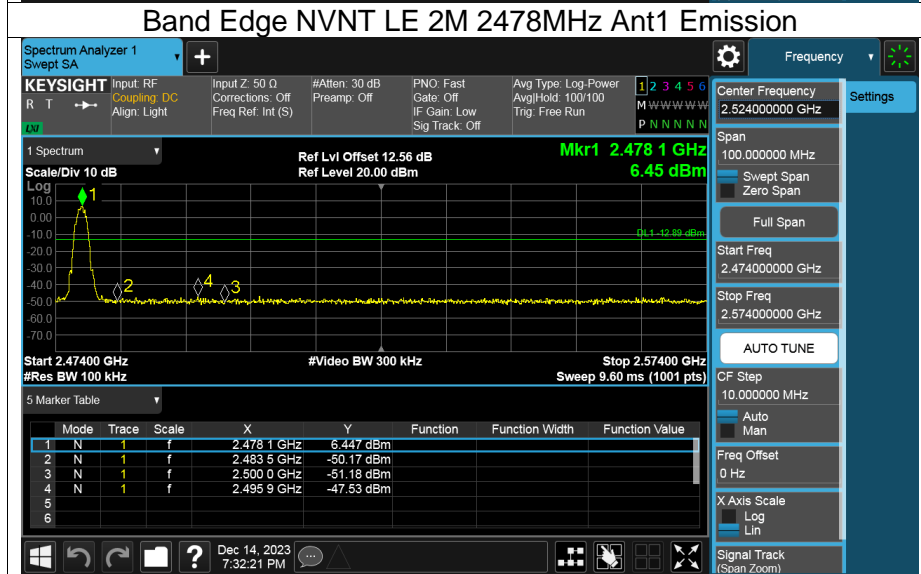 Band Edge NVNT LE 2M 2478MHz Ant1 Emission
Spectrum Analyzer 1
Swept SA
+
Frequency
KEYSIGHT
R T
LXI
Input: RF
Coupling: DC
Align: Light
Input Z: 50 Ω
Corrections: Off
Freq Ref: Int (S)
#Atten: 30 dB
Preamp: Off
PNO: Fast
Gate: Off
IF Gain: Low
Sig Track: Off
Avg Type: Log-Power
Avg|Hold: 100/100
Trig: Free Run
1 2 3 4 5 6
M W W W W W
P N N N N N
Center Frequency
2.524000000 GHz
Settings
Span
100.000000 MHz
Swept Span
Zero Span
Full Span
Start Freq
2.474000000 GHz
Stop Freq
2.574000000 GHz
AUTO TUNE
CF Step
10.000000 MHz
Auto
Man
Freq Offset
0 Hz
X Axis Scale
Log
Lin
Signal Track
(Span Zoom)
1 Spectrum
Scale/Div 10 dB
Ref Lvl Offset 12.56 dB
Ref Level 20.00 dBm
Mkr1 2.478 1 GHz
6.45 dBm
Log
10.0
0.00
-10.0
-20.0
-30.0
-40.0
-50.0
-60.0
-70.0
1
2
4
3
DL1 -12.89 dBm
Start 2.47400 GHz
#Res BW 100 kHz
#Video BW 300 kHz
Stop 2.57400 GHz
Sweep 9.60 ms (1001 pts)
5 Marker Table
Mode Trace Scale X Y Function Function Width Function Value
1 N 1 f 2.478 1 GHz 6.447 dBm
2 N 1 f 2.483 5 GHz -50.17 dBm
3 N 1 f 2.500 0 GHz -51.18 dBm
4 N 1 f 2.495 9 GHz -47.53 dBm
5
6
?
Dec 14, 2023
7:32:21 PM